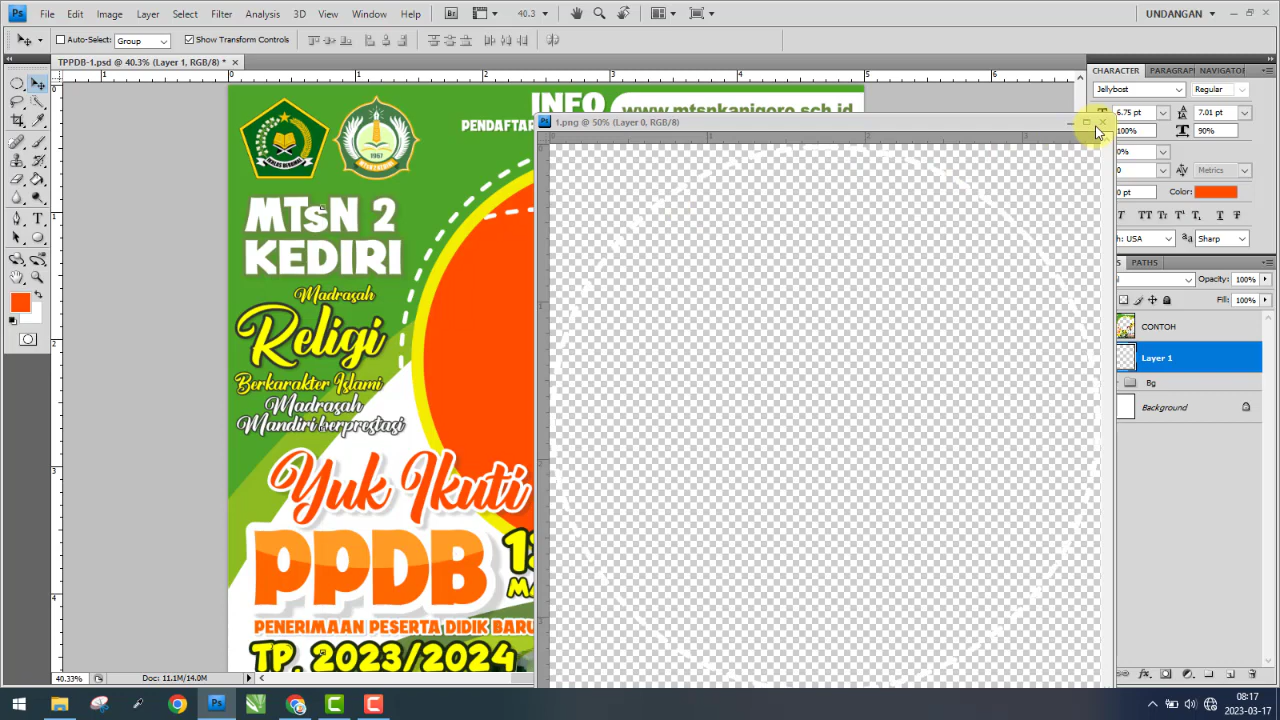 Ps File Edit Image Layer Select Filter Analysis 3D View Window Help Br 40.3 UNDANGAN
Auto-Select: Group Show Transform Controls
TPPDB-1.psd @ 40.3% (Layer 1, RGB/8) *
CHARACTER PARAGRAPH NAVIGATOR
Jellybost Regular
6.75 pt 7.01 pt
100% 90%
0%
0 Metrics
0 pt Color:
: USA Sharp
PATHS
Opacity: 100%
Fill: 100%
CONTOH
Layer 1
Bg
Background
1.png @ 50% (Layer 0, RGB/8)
INFO
PENDAFTAR
www.mtsnkanigoro.sch.id
IKHLAS BERAMAL
1967
MTsN 2
KEDIRI
Madrasah
Religi
Berkarakter Islami
Madrasah
Mandiri berprestasi
Yuk Ikuti
PPDB
PENERIMAAN PESERTA DIDIK BARU
TP. 2023/2024
40.33% Doc: 11.1M/14.0M
08:17
2023-03-17